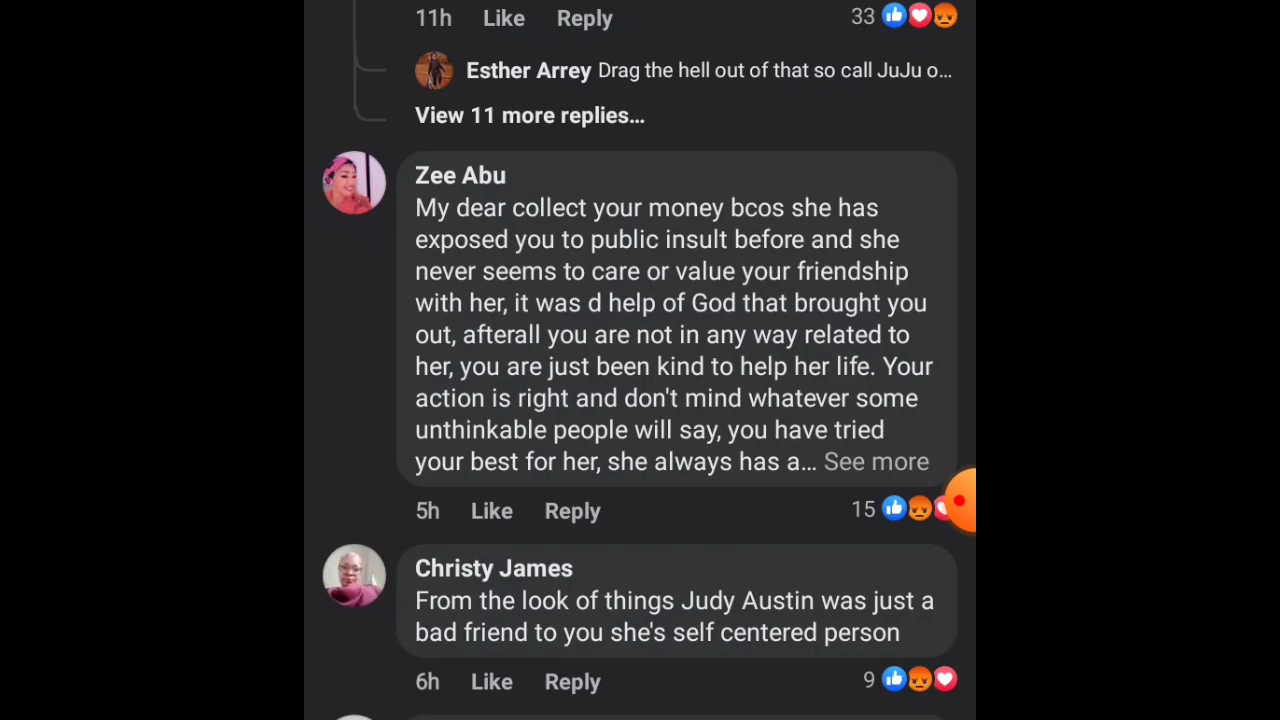 11h Like Reply 33
Esther Arrey Drag the hell out of that so call JuJu o...
View 11 more replies...
Zee Abu
My dear collect your money bcos she has
exposed you to public insult before and she
never seems to care or value your friendship
with her, it was d help of God that brought you
out, afterall you are not in any way related to
her, you are just been kind to help her life. Your
action is right and don't mind whatever some
unthinkable people will say, you have tried
your best for her, she always has a... See more
5h Like Reply 15
Christy James
From the look of things Judy Austin was just a
bad friend to you she's self centered person
6h Like Reply 9